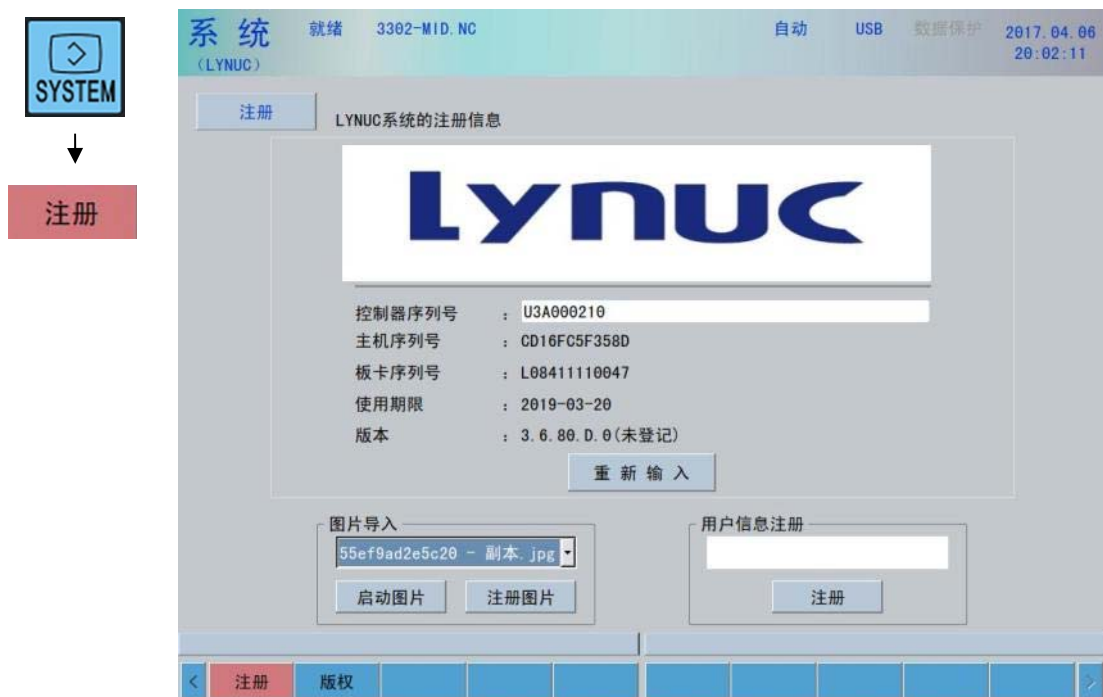 SYSTEM
注册
系 统
(LYNUC)
就绪
3302-MID.NC
自动
USB
数据保护
2017.04.06
20:02:11
注册
LYNUC系统的注册信息
Lynuc
控制器序列号 : U3A000210
主机序列号 : CD16FC5F358D
板卡序列号 : L08411110047
使用期限 : 2019-03-20
版本 : 3.6.80.D.0(未登记)
重 新 输 入
图片导入
55ef9ad2e5c20 - 副本.jpg
启动图片
注册图片
用户信息注册
注册
< 注册 版权 >